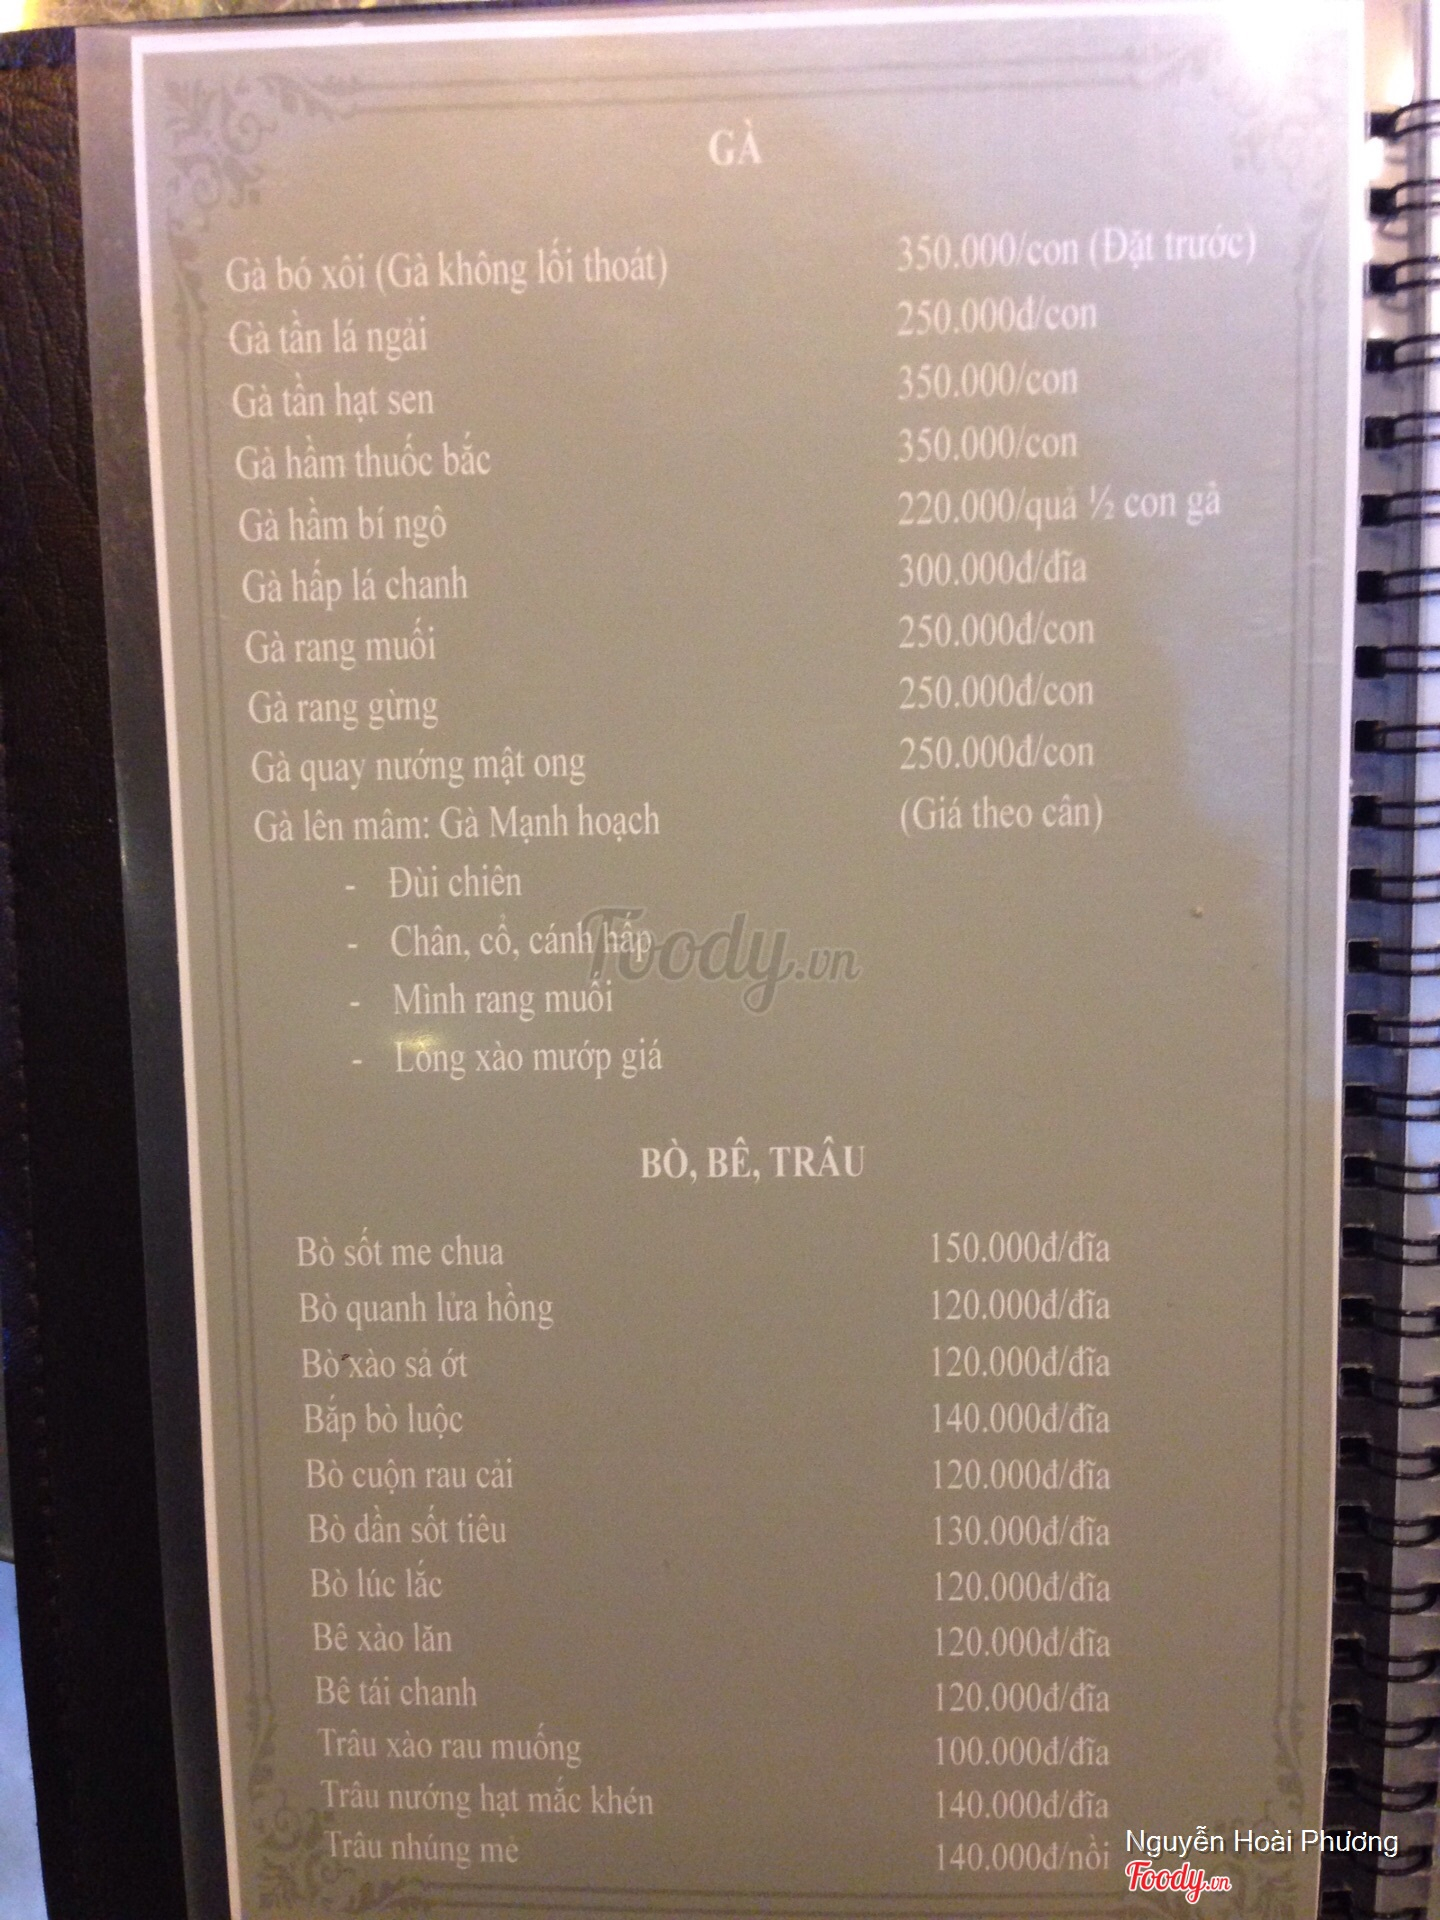 GÀ
Gà bó xôi (Gà không lối thoát) 350.000/con (Đặt trước)
Gà tần lá ngải 250.000đ/con
Gà tần hạt sen 350.000/con
Gà hầm thuốc bắc 350.000/con
Gà hầm bí ngô 220.000/quả ½ con gà
Gà hấp lá chanh 300.000đ/đĩa
Gà rang muối 250.000đ/con
Gà rang gừng 250.000đ/con
Gà quay nướng mật ong 250.000đ/con
Gà lên mâm: Gà Mạnh hoạch (Giá theo cân)
- Đùi chiên
- Chân, cổ, cánh hấp
- Mình rang muối
- Lòng xào mướp giá
Foody.vn
BÒ, BÊ, TRÂU
Bò sốt me chua 150.000đ/đĩa
Bò quanh lửa hồng 120.000đ/đĩa
Bò xào sả ớt 120.000đ/đĩa
Bắp bò luộc 140.000đ/đĩa
Bò cuộn rau cải 120.000đ/đĩa
Bò dần sốt tiêu 130.000đ/đĩa
Bò lúc lắc 120.000đ/đĩa
Bê xào lăn 120.000đ/đĩa
Bê tái chanh 120.000đ/đĩa
Trâu xào rau muống 100.000đ/đĩa
Trâu nướng hạt mắc khén 140.000đ/đĩa
Trâu nhúng mẻ 140.000đ/nồi
Nguyễn Hoài Phương
Foody.vn